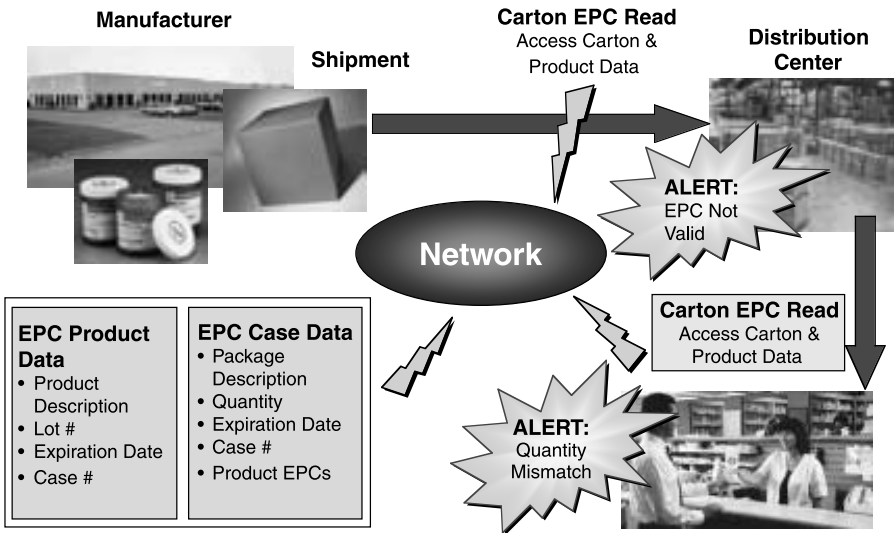 Manufacturer
Shipment
Carton EPC Read
Access Carton &
Product Data
Distribution
Center
ALERT:
EPC Not
Valid
Network
Carton EPC Read
Access Carton &
Product Data
EPC Product
Data
• Product
Description
• Lot #
• Expiration Date
• Case #
EPC Case Data
• Package
Description
• Quantity
• Expiration Date
• Case #
• Product EPCs
ALERT:
Quantity
Mismatch